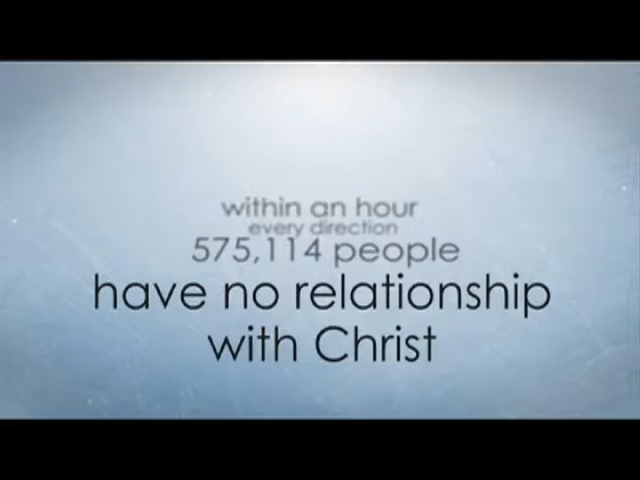 within an hour
every direction
575,114 people
have no relationship
with Christ